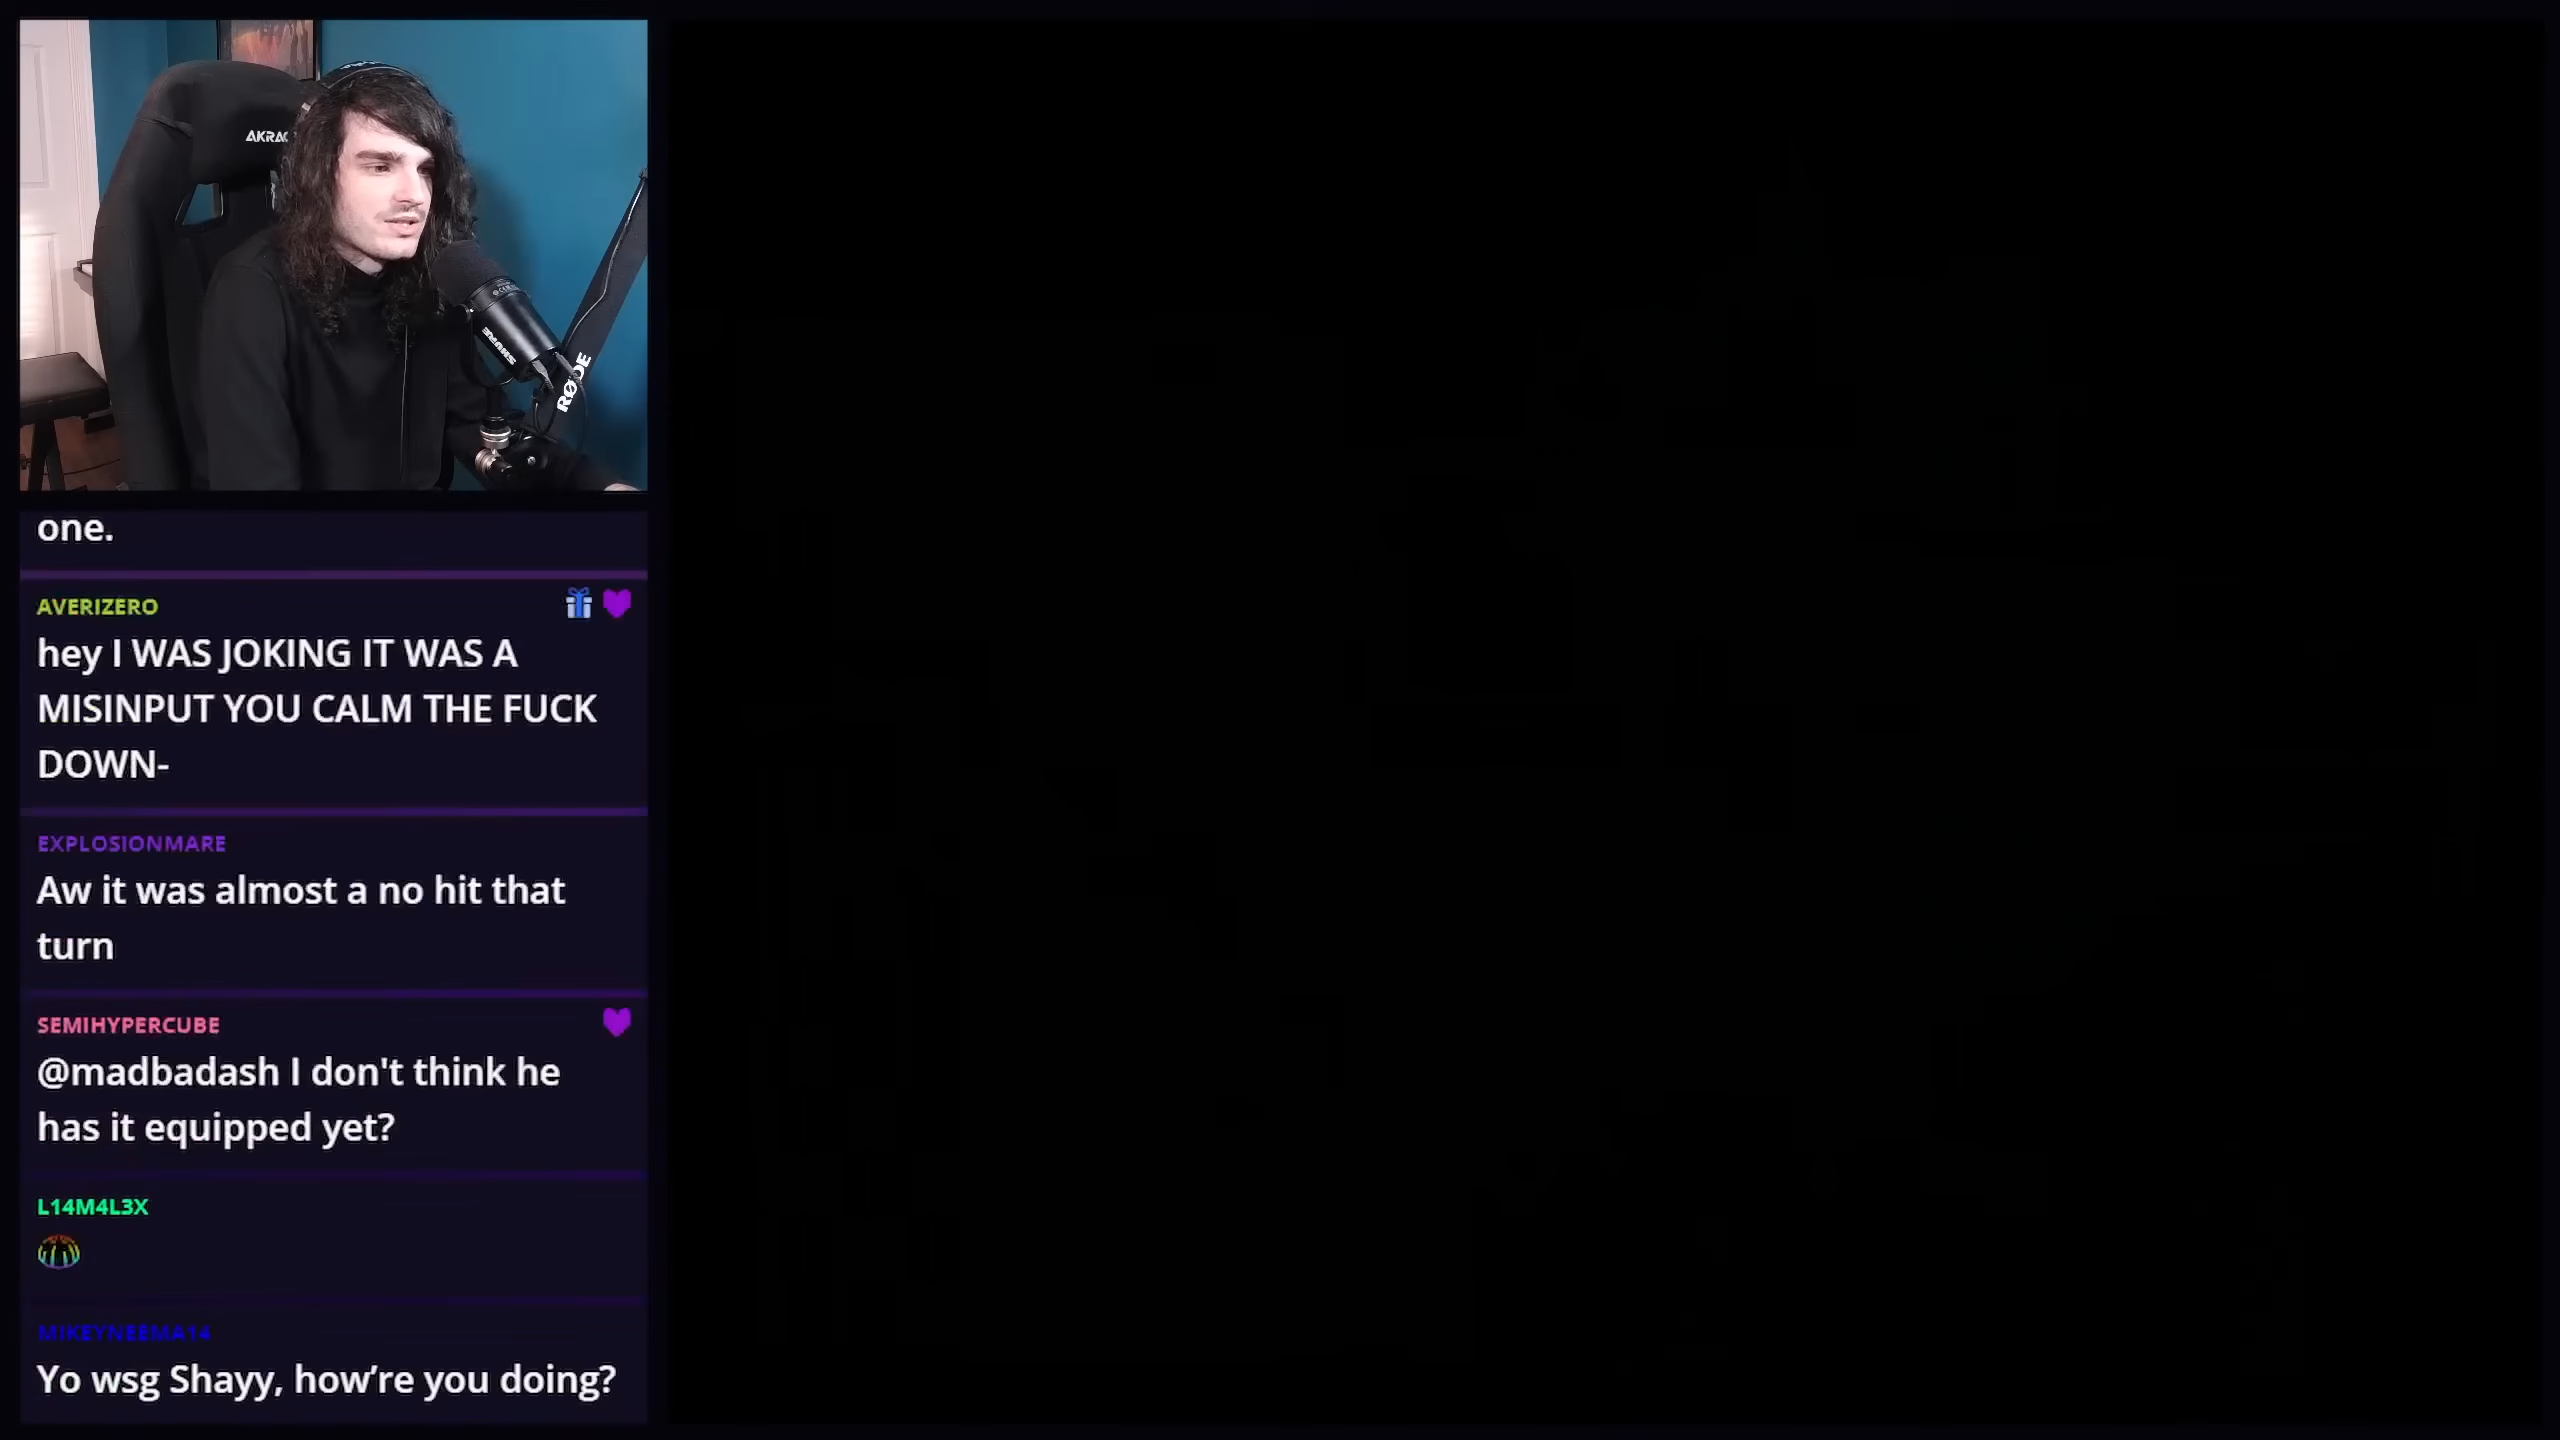 AKRAC
SHURE
RØDE
one.
AVERIZERO
hey I WAS JOKING IT WAS A
MISINPUT YOU CALM THE FUCK
DOWN-
EXPLOSIONMARE
Aw it was almost a no hit that
turn
SEMIHYPERCUBE
@madbadash I don't think he
has it equipped yet?
L14M4L3X
MIKEYNEEMA14
Yo wsg Shayy, how’re you doing?